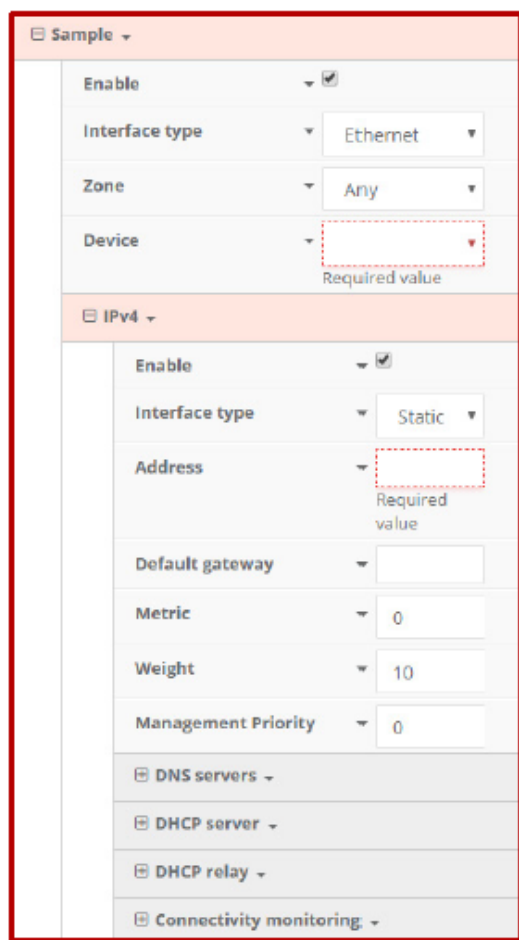 Sample
Enable
Interface type Ethernet
Zone Any
Device
Required value
IPv4
Enable
Interface type Static
Address
Required
value
Default gateway
Metric 0
Weight 10
Management Priority 0
DNS servers
DHCP server
DHCP relay
Connectivity monitoring